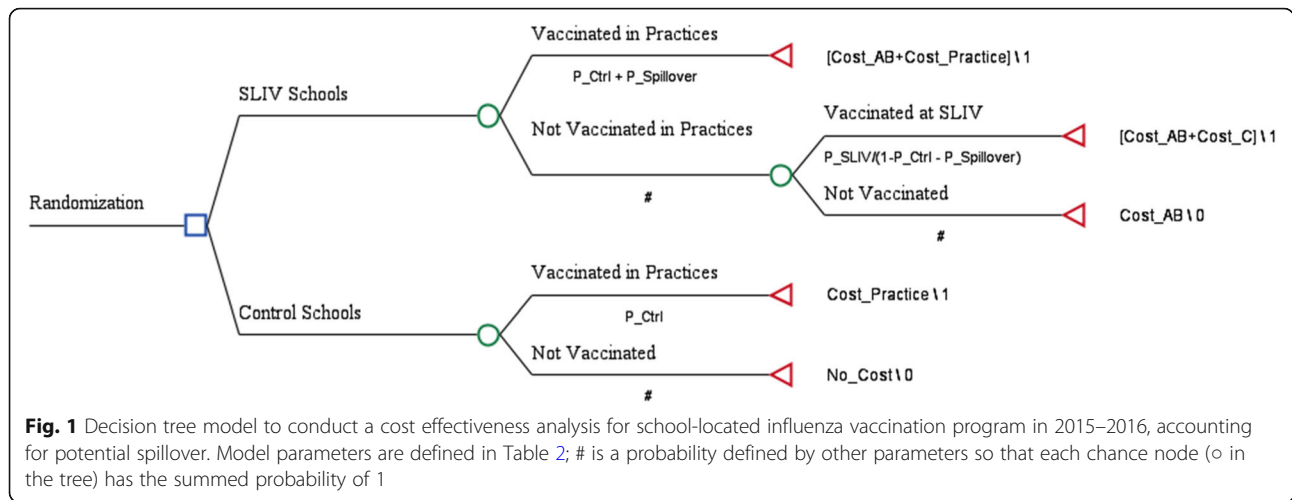 Vaccinated in Practices
[Cost_AB+Cost_Practice] \ 1
P_Ctrl + P_Spillover
SLIV Schools
Vaccinated at SLIV
Not Vaccinated in Practices
[Cost_AB+Cost_C] \ 1
P_SLIV/(1-P_Ctrl - P_Spillover)
Not Vaccinated
#
Randomization
Cost_AB \ 0
#
Vaccinated in Practices
Cost_Practice \ 1
Control Schools
P_Ctrl
Not Vaccinated
No_Cost \ 0
#
Fig. 1 Decision tree model to conduct a cost effectiveness analysis for school-located influenza vaccination program in 2015–2016, accounting
for potential spillover. Model parameters are defined in Table 2; # is a probability defined by other parameters so that each chance node (○ in
the tree) has the summed probability of 1